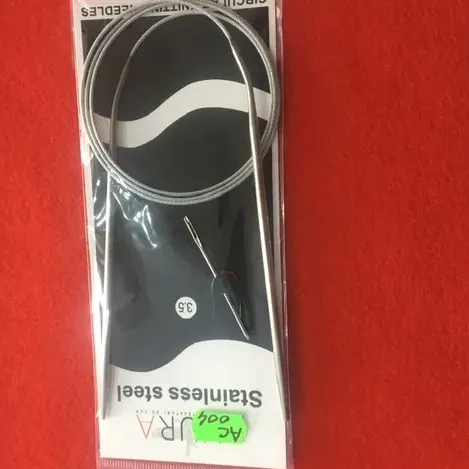 AC
004
URA
Stainless steel
3.5
CIRCULAR KNITTING NEEDLES